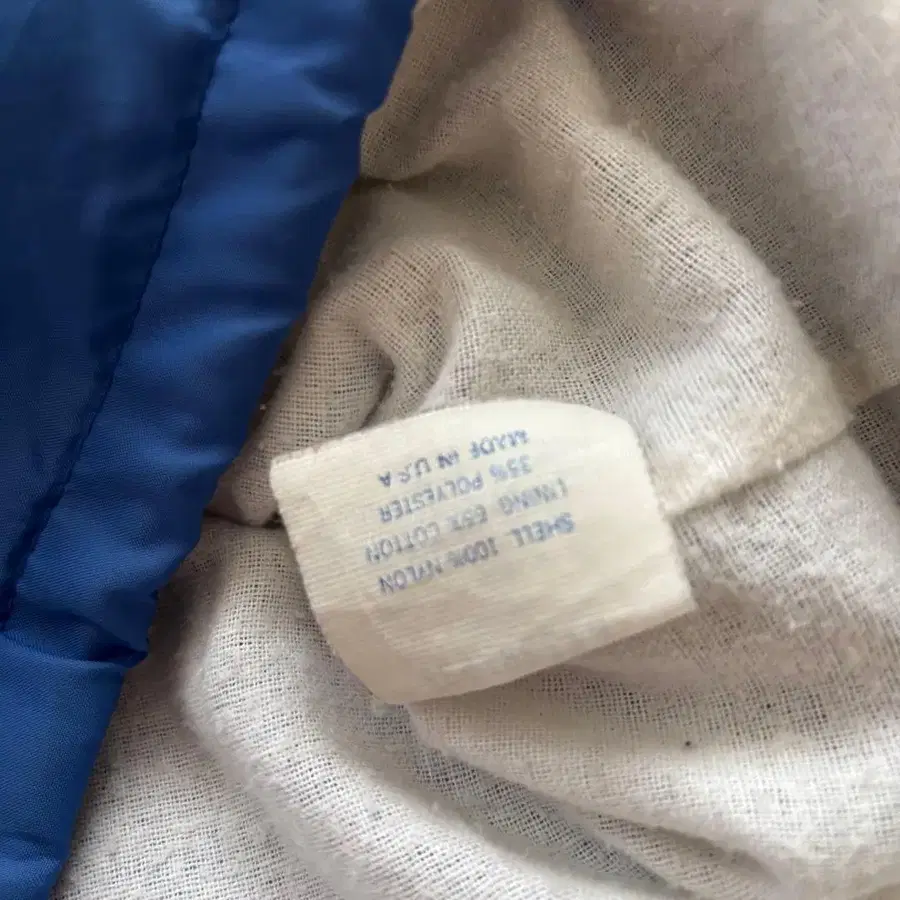 SHELL 100% NYLON
LINING 65% COTTON
35% POLYESTER
MADE IN U.S.A